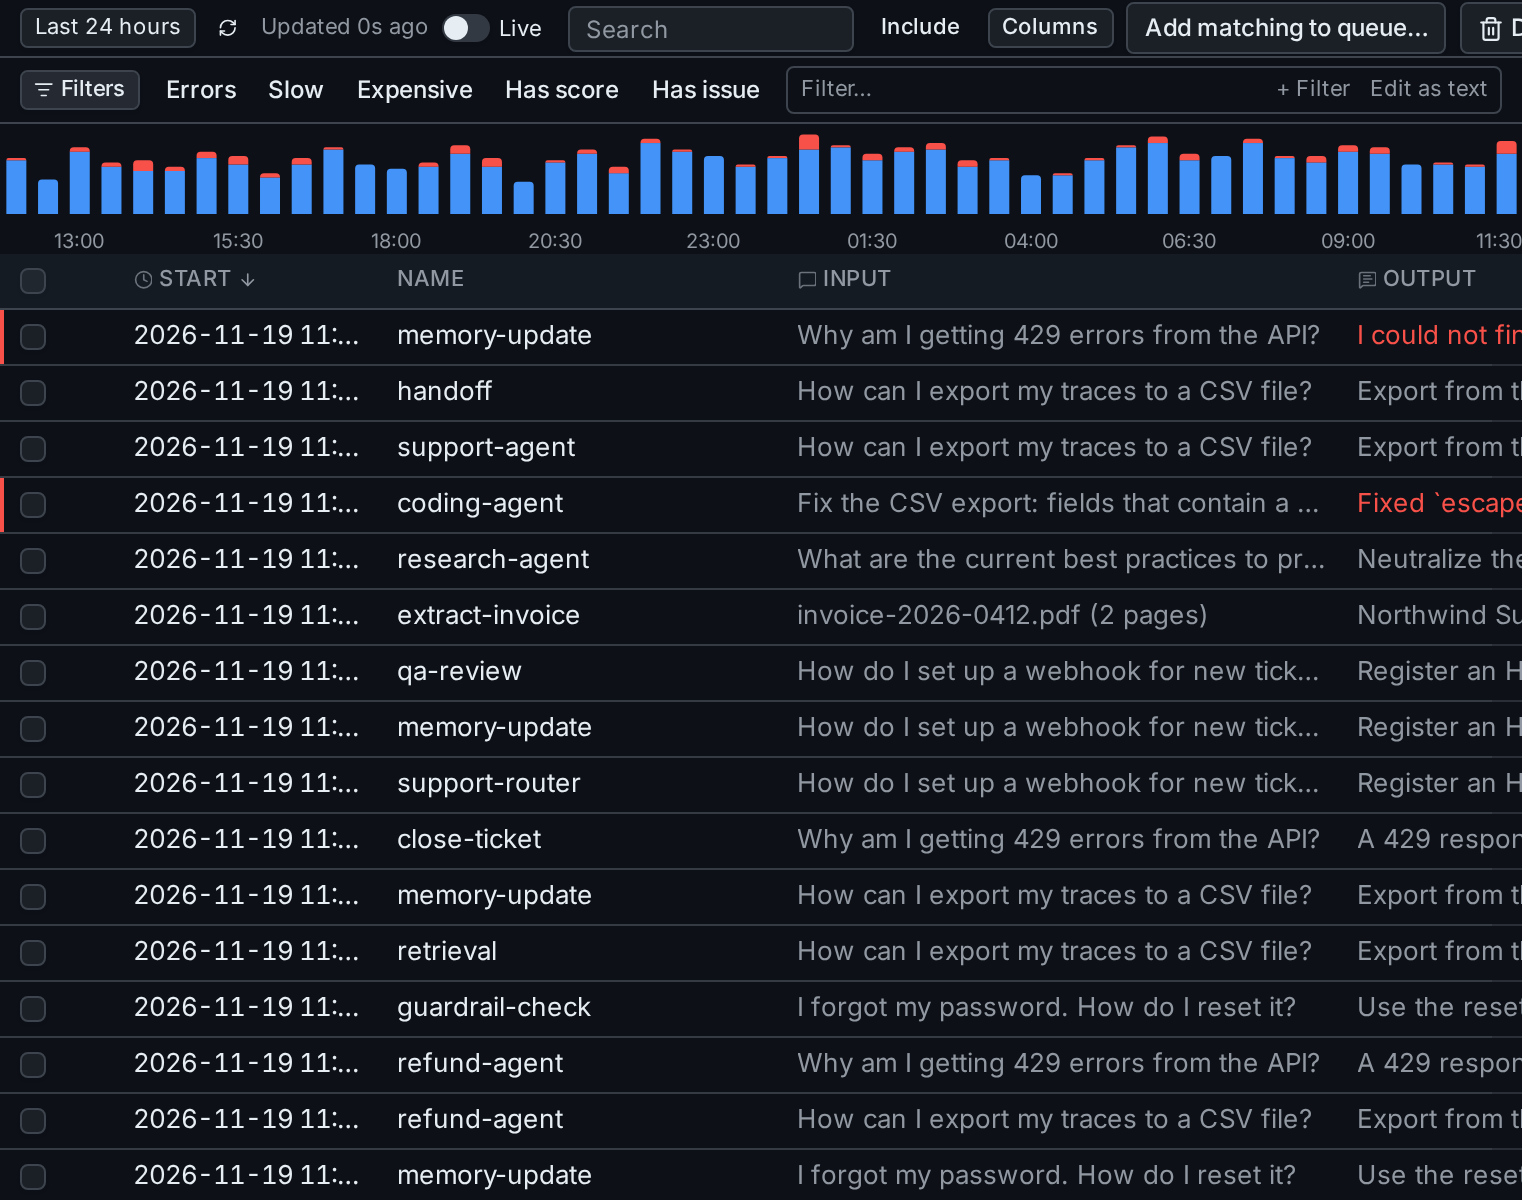 Last 24 hours Updated 0s ago Live Search Include Columns Add matching to queue...
Filters Errors Slow Expensive Has score Has issue Filter... + Filter Edit as text
13:00 15:30 18:00 20:30 23:00 01:30 04:00 06:30 09:00 11:30
START NAME INPUT OUTPUT
2026-11-19 11:... memory-update Why am I getting 429 errors from the API? I could not fin
2026-11-19 11:... handoff How can I export my traces to a CSV file? Export from t
2026-11-19 11:... support-agent How can I export my traces to a CSV file? Export from t
2026-11-19 11:... coding-agent Fix the CSV export: fields that contain a ... Fixed `escape
2026-11-19 11:... research-agent What are the current best practices to pr... Neutralize the
2026-11-19 11:... extract-invoice invoice-2026-0412.pdf (2 pages) Northwind Su
2026-11-19 11:... qa-review How do I set up a webhook for new tick... Register an H
2026-11-19 11:... memory-update How do I set up a webhook for new tick... Register an H
2026-11-19 11:... support-router How do I set up a webhook for new tick... Register an H
2026-11-19 11:... close-ticket Why am I getting 429 errors from the API? A 429 respon
2026-11-19 11:... memory-update How can I export my traces to a CSV file? Export from t
2026-11-19 11:... retrieval How can I export my traces to a CSV file? Export from t
2026-11-19 11:... guardrail-check I forgot my password. How do I reset it? Use the reset
2026-11-19 11:... refund-agent Why am I getting 429 errors from the API? A 429 respon
2026-11-19 11:... refund-agent How can I export my traces to a CSV file? Export from t
2026-11-19 11:... memory-update I forgot my password. How do I reset it? Use the reset